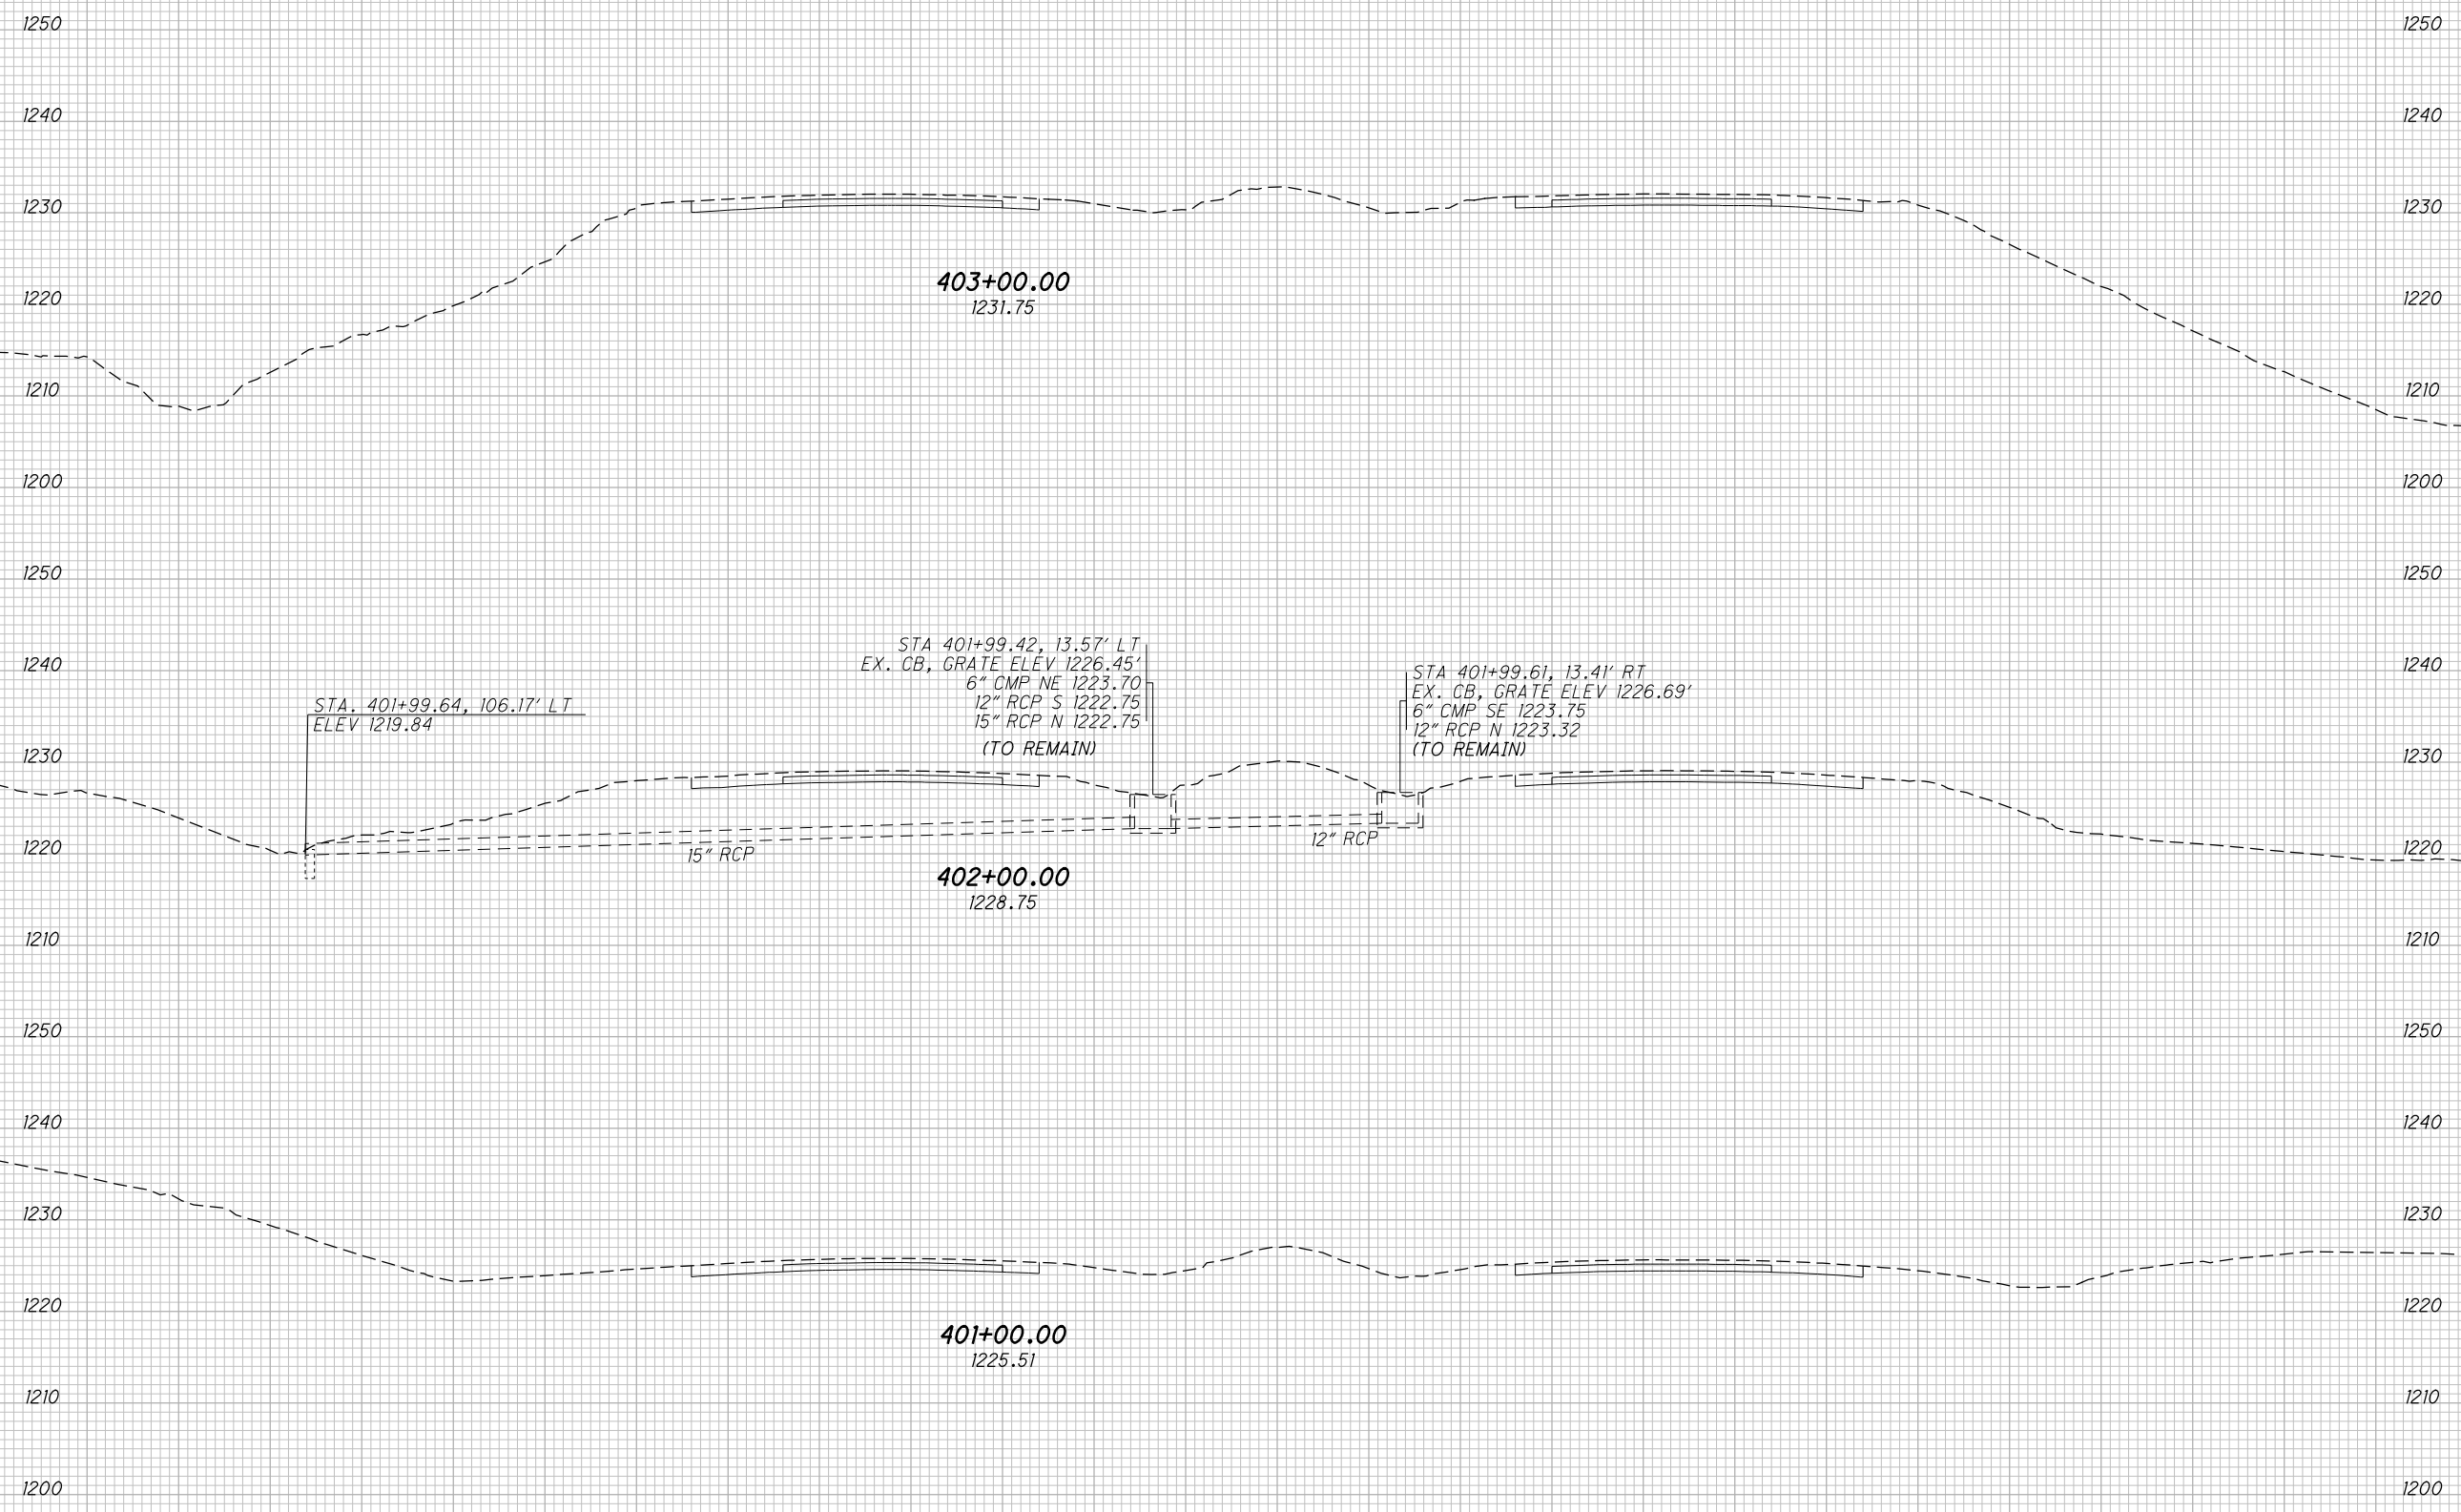 1250 1250
1240 1240
1230 1230
403+00.00
1231.75
1220 1220
1210 1210
1200 1200
1250 1250
STA 401+99.42, 13.57' LT
EX. CB, GRATE ELEV 1226.45'
6" CMP NE 1223.70
12" RCP S 1222.75
15" RCP N 1222.75
(TO REMAIN)
1240 1240
STA 401+99.61, 13.41' RT
EX. CB, GRATE ELEV 1226.69'
6" CMP SE 1223.75
12" RCP N 1223.32
(TO REMAIN)
STA. 401+99.64, 106.17' LT
ELEV 1219.84
1230 1230
12" RCP
1220 1220
15" RCP
402+00.00
1228.75
1210 1210
1250 1250
1240 1240
1230 1230
1220 1220
401+00.00
1225.51
1210 1210
1200 1200